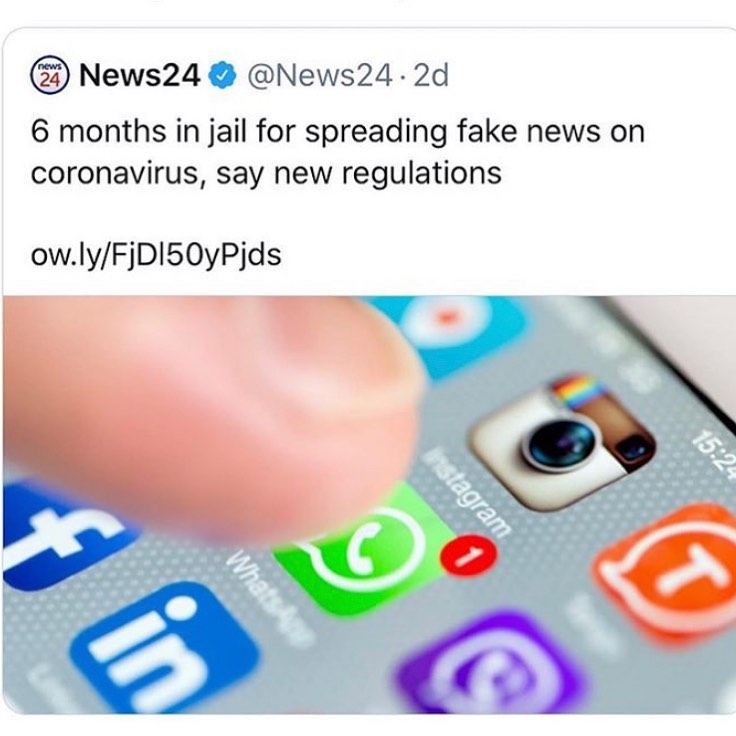 news
24
News24 @News24 · 2d
6 months in jail for spreading fake news on
coronavirus, say new regulations
ow.ly/FjDl50yPjds
15:24
Instagram
WhatsApp
1
f
in
T